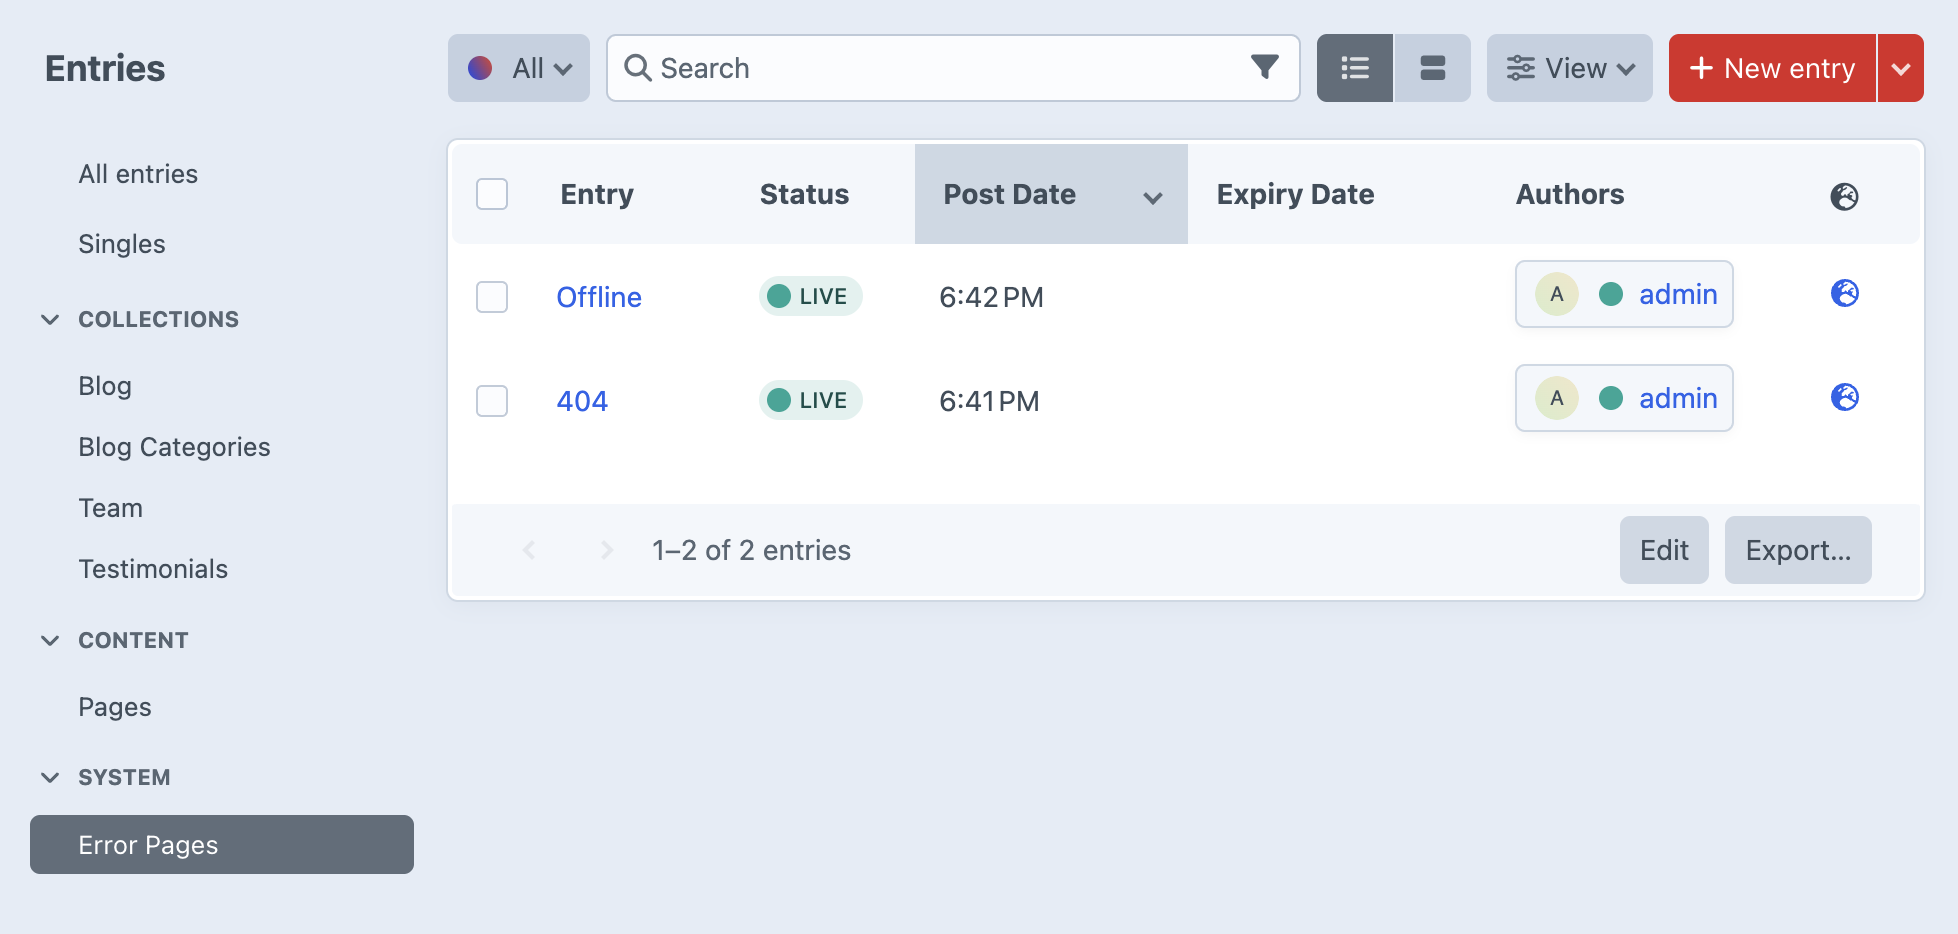 Entries
All
Search
View
New entry
All entries
Singles
COLLECTIONS
Blog
Blog Categories
Team
Testimonials
CONTENT
Pages
SYSTEM
Error Pages
Entry Status Post Date Expiry Date Authors
Offline LIVE 6:42 PM A admin
404 LIVE 6:41 PM A admin
1–2 of 2 entries
Edit
Export…